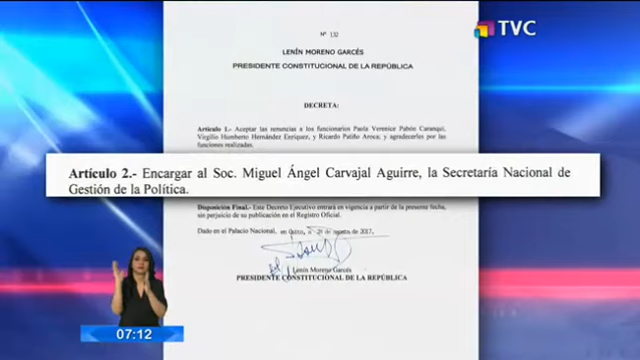 TVC
Nº 132
LENÍN MORENO GARCÉS
PRESIDENTE CONSTITUCIONAL DE LA REPÚBLICA
DECRETA:
Artículo 1.- Aceptar las renuncias a los funcionarios Paola Verenice Pabón Caranqui,
Virgilio Humberto Hernández Enríquez, y Ricardo Patiño Aroca; y agradecerles por las
funciones realizadas.
Artículo 2.- Encargar al Soc. Miguel Ángel Carvajal Aguirre, la Secretaría Nacional de
Gestión de la Política.
Disposición Final.- Este Decreto Ejecutivo entrará en vigencia a partir de la presente fecha,
sin perjuicio de su publicación en el Registro Oficial.
Dado en el Palacio Nacional, en Quito, a de agosto de 2017.
Lenín Moreno Garcés
PRESIDENTE CONSTITUCIONAL DE LA REPÚBLICA
07:12